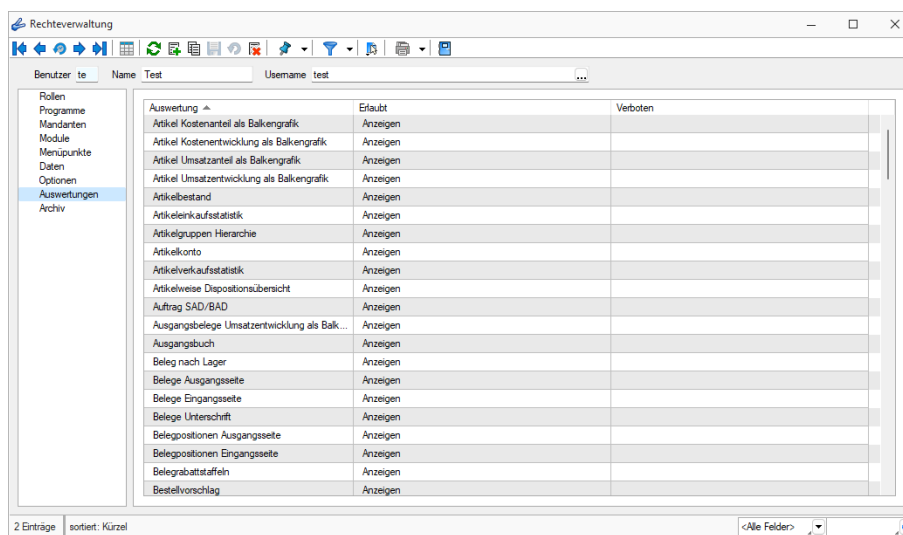 Rechteverwaltung
Benutzer te Name Test Username test ...
Rollen
Programme
Mandanten
Module
Menüpunkte
Daten
Optionen
Auswertungen
Archiv
Auswertung Erlaubt Verboten
Artikel Kostenanteil als Balkengrafik Anzeigen
Artikel Kostenentwicklung als Balkengrafik Anzeigen
Artikel Umsatzanteil als Balkengrafik Anzeigen
Artikel Umsatzentwicklung als Balkengrafik Anzeigen
Artikelbestand Anzeigen
Artikeleinkaufsstatistik Anzeigen
Artikelgruppen Hierarchie Anzeigen
Artikelkonto Anzeigen
Artikelverkaufsstatistik Anzeigen
Artikelweise Dispositionsübersicht Anzeigen
Auftrag SAD/BAD Anzeigen
Ausgangsbelege Umsatzentwicklung als Balk... Anzeigen
Ausgangsbuch Anzeigen
Beleg nach Lager Anzeigen
Belege Ausgangsseite Anzeigen
Belege Eingangsseite Anzeigen
Belege Unterschrift Anzeigen
Belegpositionen Ausgangsseite Anzeigen
Belegpositionen Eingangsseite Anzeigen
Belegrabattstaffeln Anzeigen
Bestellvorschlag Anzeigen
2 Einträge sortiert: Kürzel <Alle Felder>